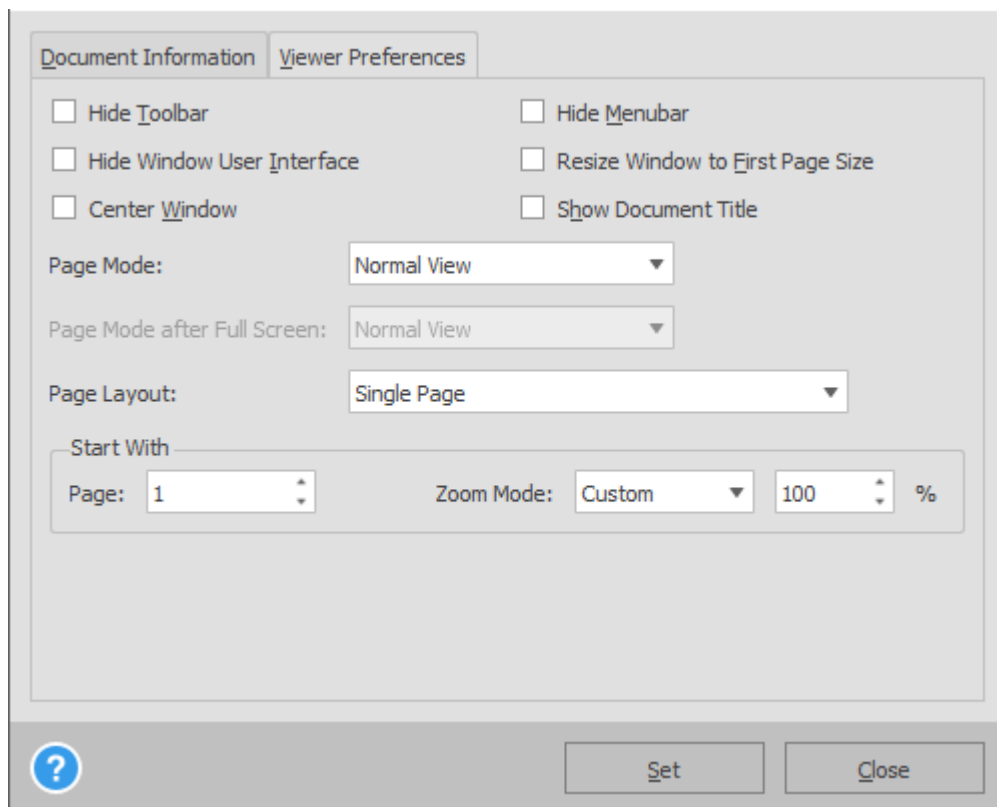 Document Information Viewer Preferences
Hide Toolbar Hide Menubar
Hide Window User Interface Resize Window to First Page Size
Center Window Show Document Title
Page Mode: Normal View
Page Mode after Full Screen: Normal View
Page Layout: Single Page
Start With
Page: 1 Zoom Mode: Custom 100 %
? Set Close